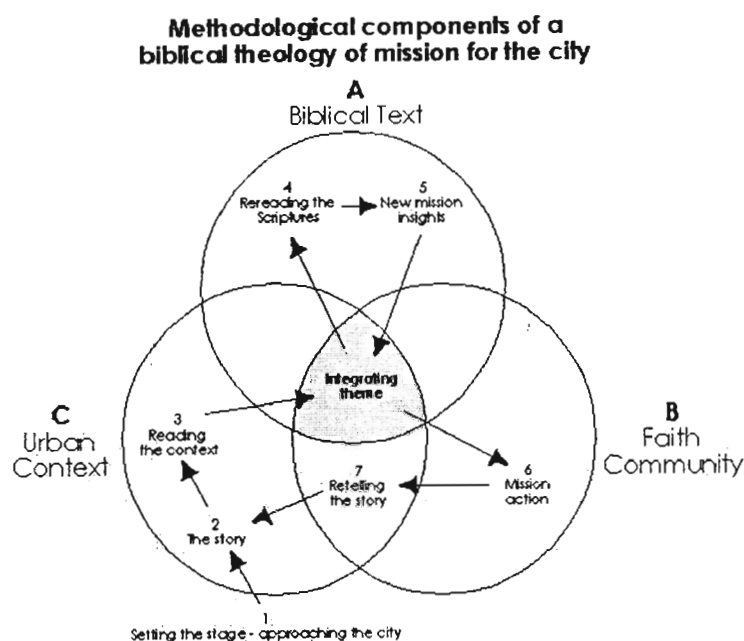 Methodological components of a
biblical theology of mission for the city
A
Biblical Text
4
Rereading the
Scriptures
5
New mission
insights
Integrating
theme
C
Urban
Context
3
Reading
the context
B
Faith
Community
7
Retelling
the story
6
Mission
action
2
The story
1
Setting the stage - approaching the city